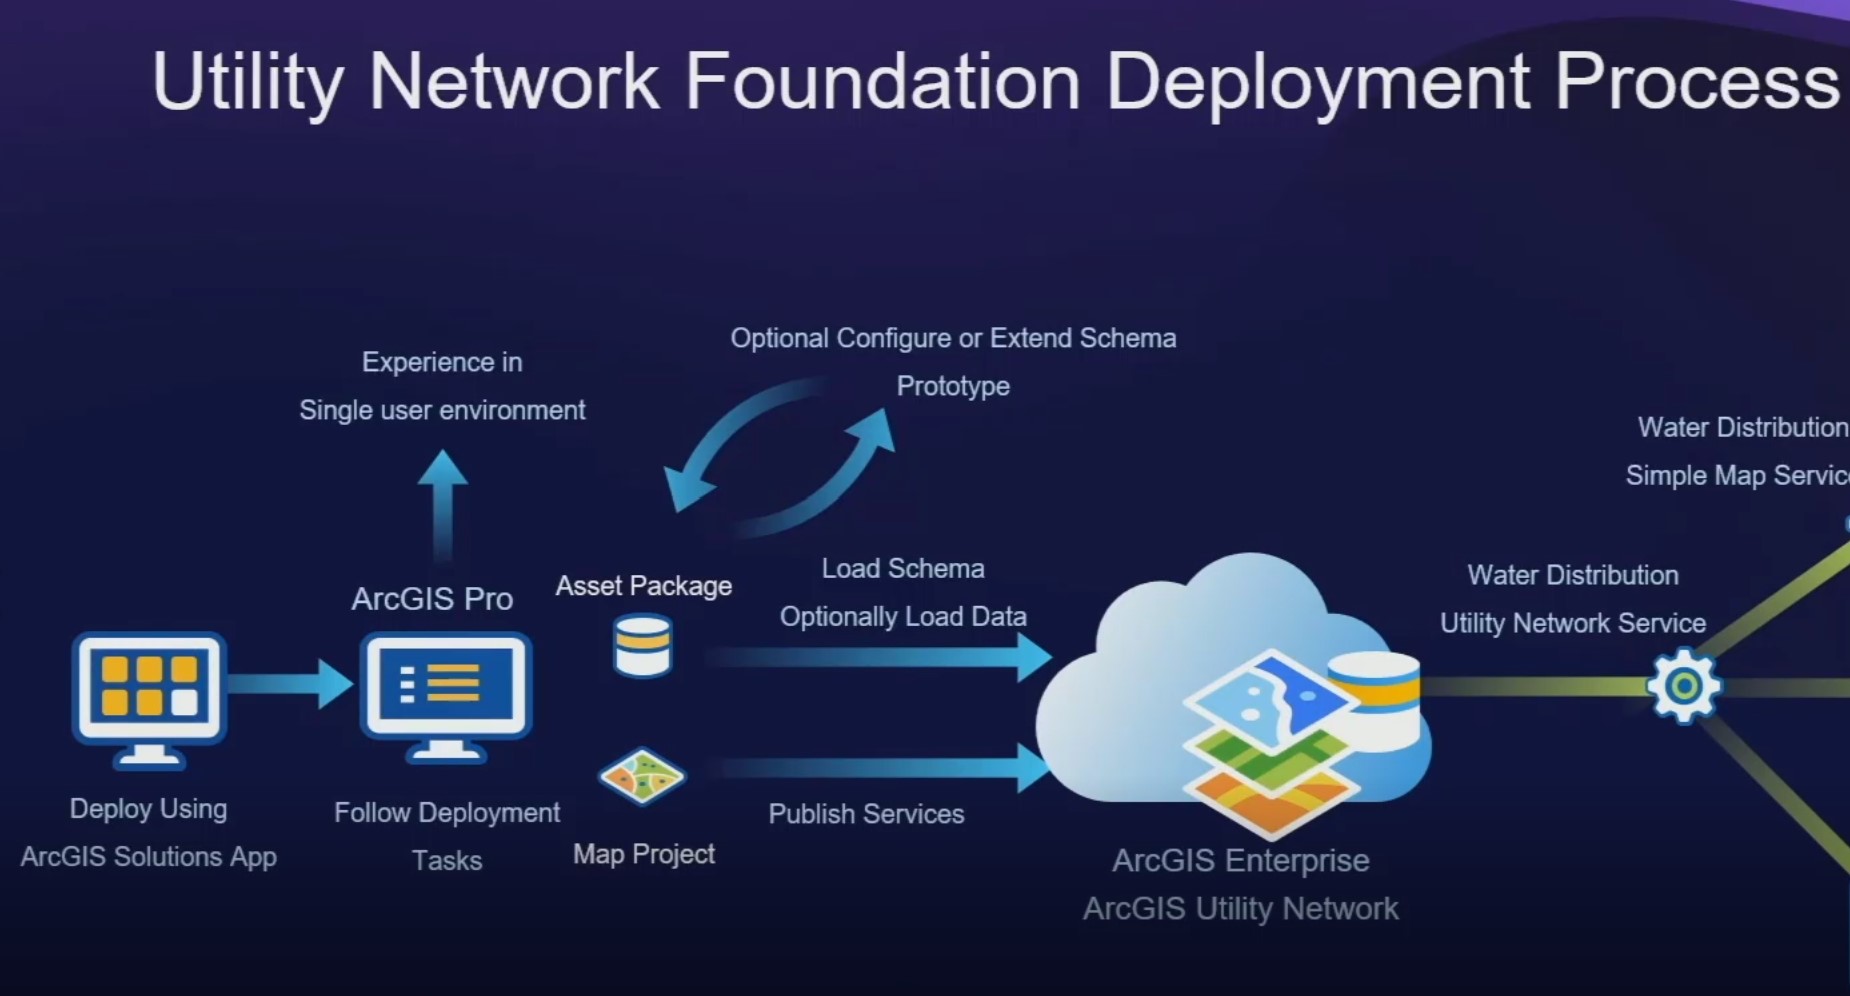 Utility Network Foundation Deployment Process
Experience in
Single user environment
Optional Configure or Extend Schema
Prototype
ArcGIS Pro
Asset Package
Load Schema
Optionally Load Data
Deploy Using
ArcGIS Solutions App
Follow Deployment
Tasks
Map Project
Publish Services
ArcGIS Enterprise
ArcGIS Utility Network
Water Distribution
Utility Network Service
Water Distribution
Simple Map Servic